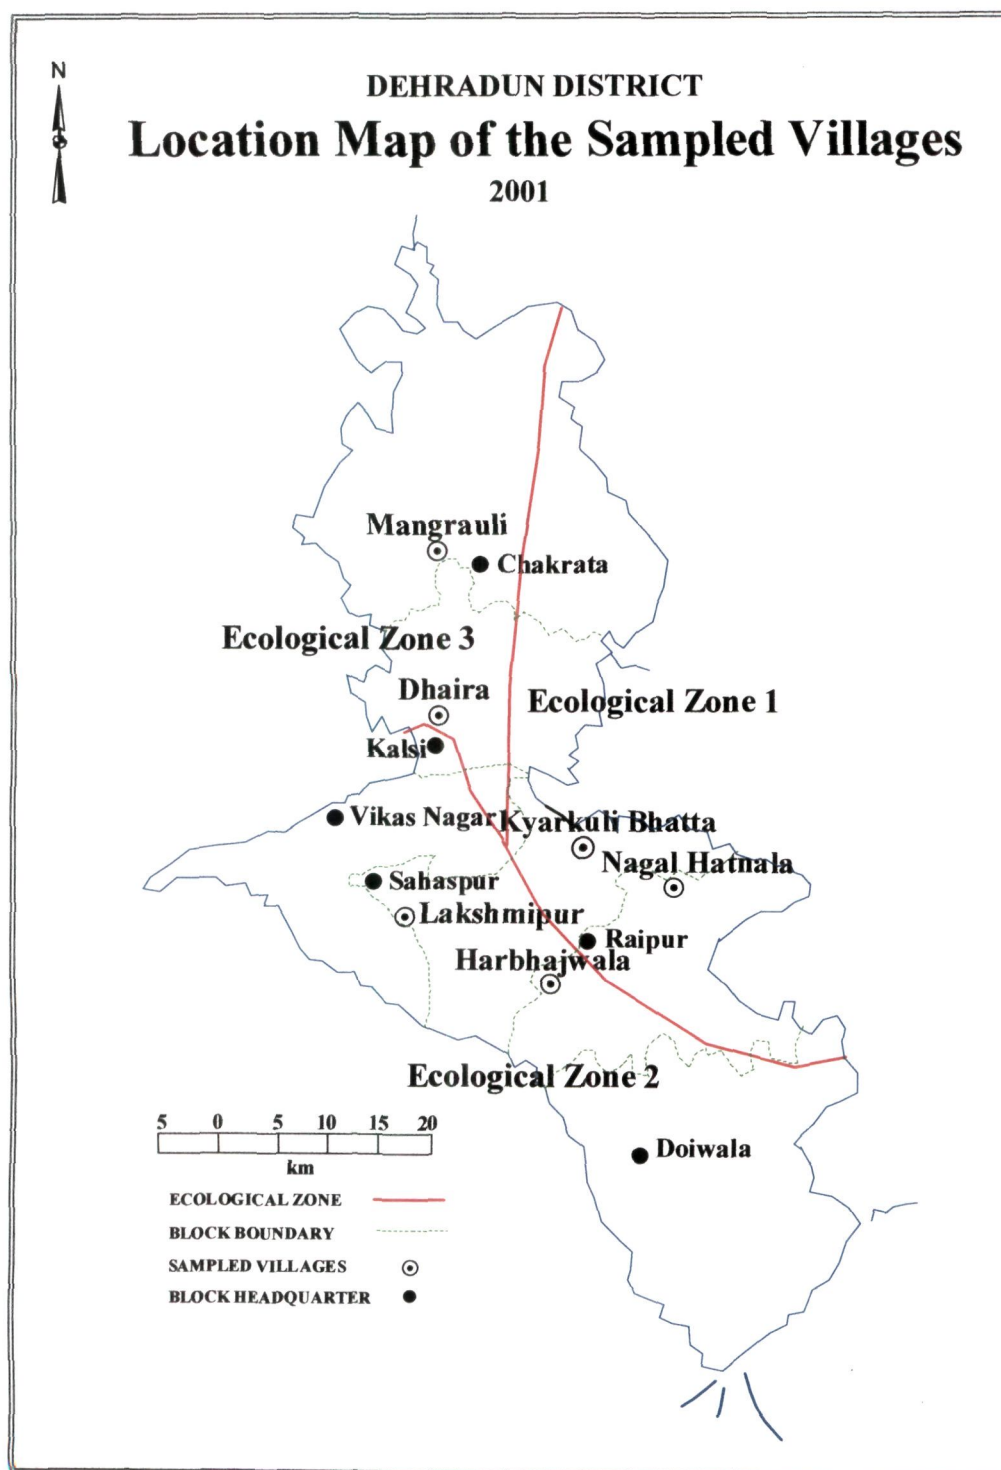 N
DEHRADUN DISTRICT
Location Map of the Sampled Villages
2001
Mangrauli
Chakrata
Ecological Zone 3
Dhaira
Ecological Zone 1
Kalsi
Vikas Nagar
Kyarkuli Bhatta
Nagal Hatnala
Sahaspur
Lakshmipur
Raipur
Harbhajwala
Ecological Zone 2
Doiwala
5 0 5 10 15 20
km
ECOLOGICAL ZONE
BLOCK BOUNDARY
SAMPLED VILLAGES
BLOCK HEADQUARTER